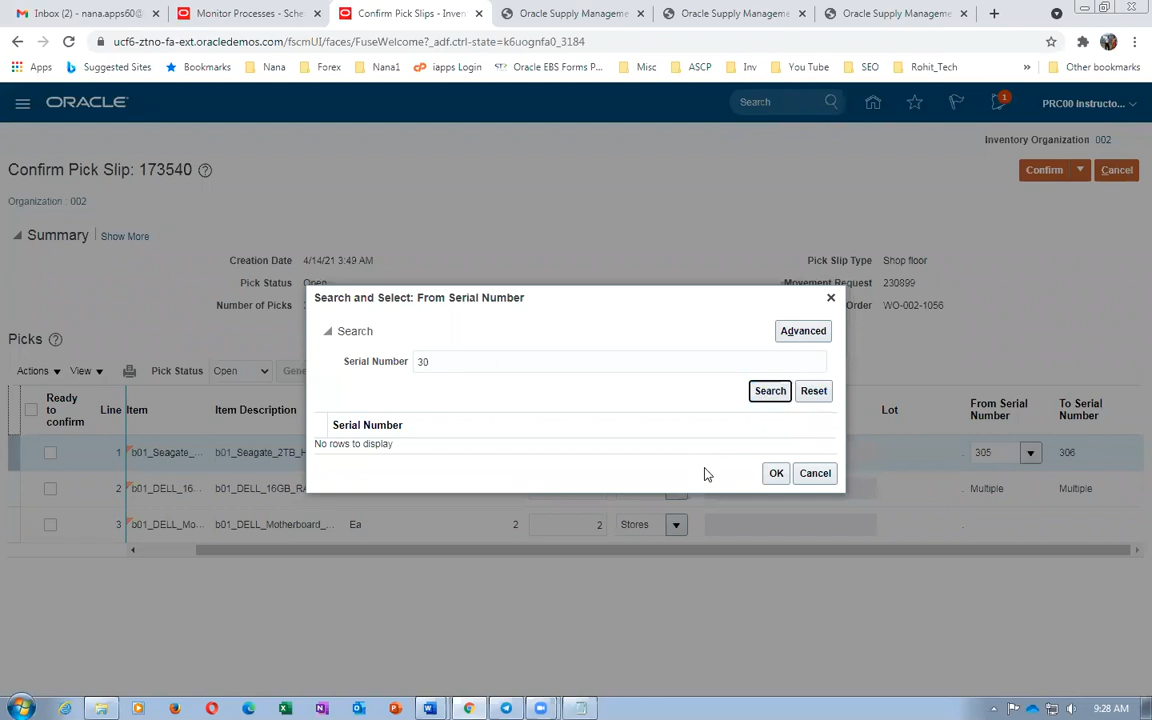 Inbox (2) - nana.apps60@
Monitor Processes - Sche
Confirm Pick Slips - Inven
Oracle Supply Manageme
Oracle Supply Manageme
Oracle Supply Manageme
ucf6-ztno-fa-ext.oracledemos.com/fscmUI/faces/FuseWelcome?_adf.ctrl-state=k6uognfa0_3184
Apps Suggested Sites Bookmarks Nana Forex Nana1 iapps Login Oracle EBS Forms P... Misc ASCP Inv You Tube SEO Rohit_Tech » Other bookmarks
ORACLE Search 1 PRC00 Instructo...
Inventory Organization 002
Confirm Pick Slip: 173540 Confirm Cancel
Organization : 002
Summary Show More
Creation Date 4/14/21 3:49 AM Pick Slip Type Shop floor
Pick Status Open Movement Request 230899
Number of Picks Order WO-002-1056
Search and Select: From Serial Number
Search Advanced
Serial Number 30
Search Reset
Serial Number
No rows to display
OK Cancel
Picks
Actions View Pick Status Open Gen
Ready to confirm Line Item Item Description Lot From Serial Number To Serial Number
1 b01_Seagate_... b01_Seagate_2TB_H 305 306
2 b01_DELL_16... b01_DELL_16GB_RA Multiple Multiple
3 b01_DELL_Mo... b01_DELL_Motherboard_... Ea 2 2 Stores
9:28 AM